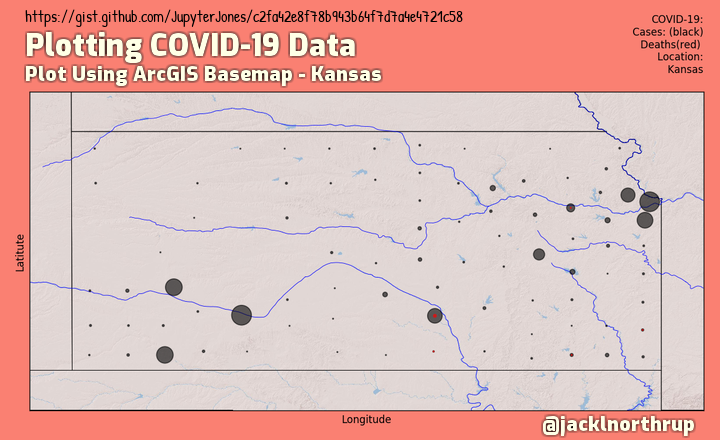 https://gist.github.com/JupyterJones/c2fa42e8f78b943b64f7d7a4e4721c58
Plotting COVID-19 Data
Plot Using ArcGIS Basemap - Kansas
COVID-19:
Cases: (black)
Deaths(red)
Location:
Kansas
Latitute
Longitude
@jacklnorthrup